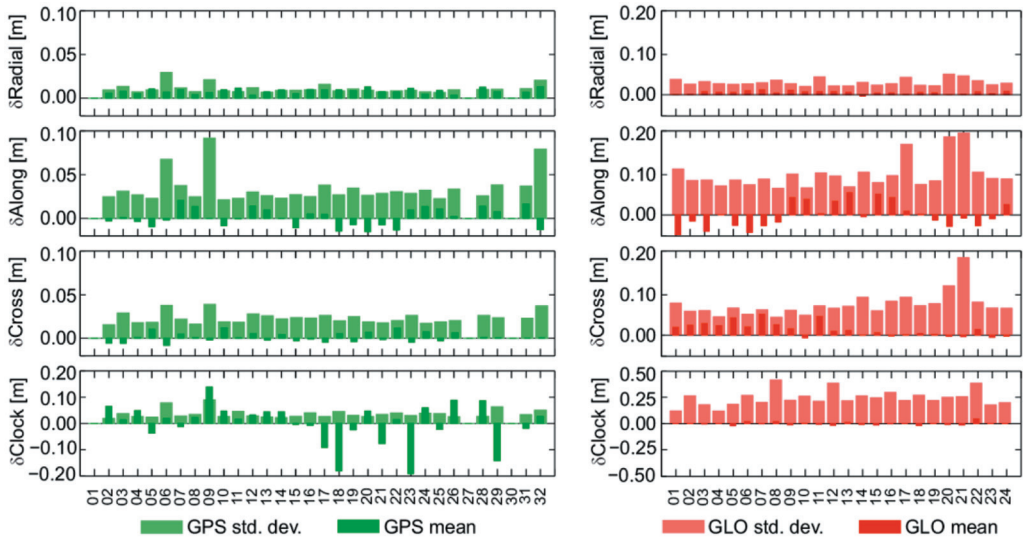 δRadial [m]
0.10
0.05
0.00
δAlong [m]
0.10
0.05
0.00
δCross [m]
0.10
0.05
0.00
δClock [m]
0.20
0.10
0.00
−0.10
−0.20
01 02 03 04 05 06 07 08 09 10 11 12 13 14 15 16 17 18 19 20 21 22 23 24 25 26 27 28 29 30 31 32
GPS std. dev. GPS mean
δRadial [m]
0.20
0.10
0.00
δAlong [m]
0.20
0.10
0.00
δCross [m]
0.20
0.10
0.00
δClock [m]
0.50
0.25
0.00
−0.25
−0.50
01 02 03 04 05 06 07 08 09 10 11 12 13 14 15 16 17 18 19 20 21 22 23 24
GLO std. dev. GLO mean